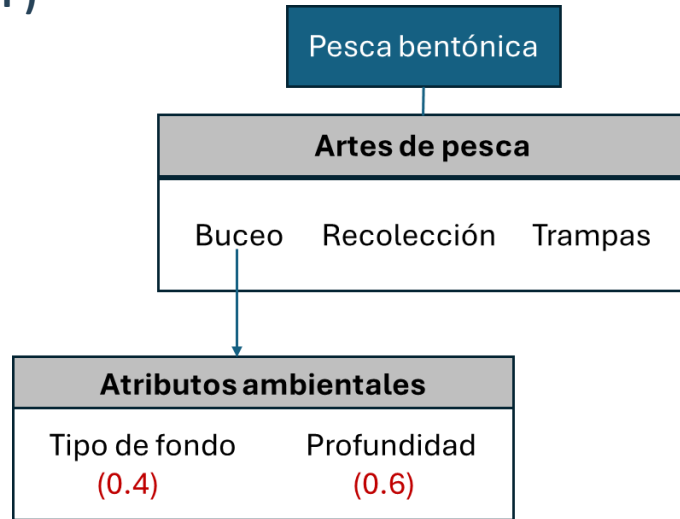 Pesca bentónica
Artes de pesca
Buceo Recolección Trampas
Atributos ambientales
Tipo de fondo Profundidad
(0.4) (0.6)